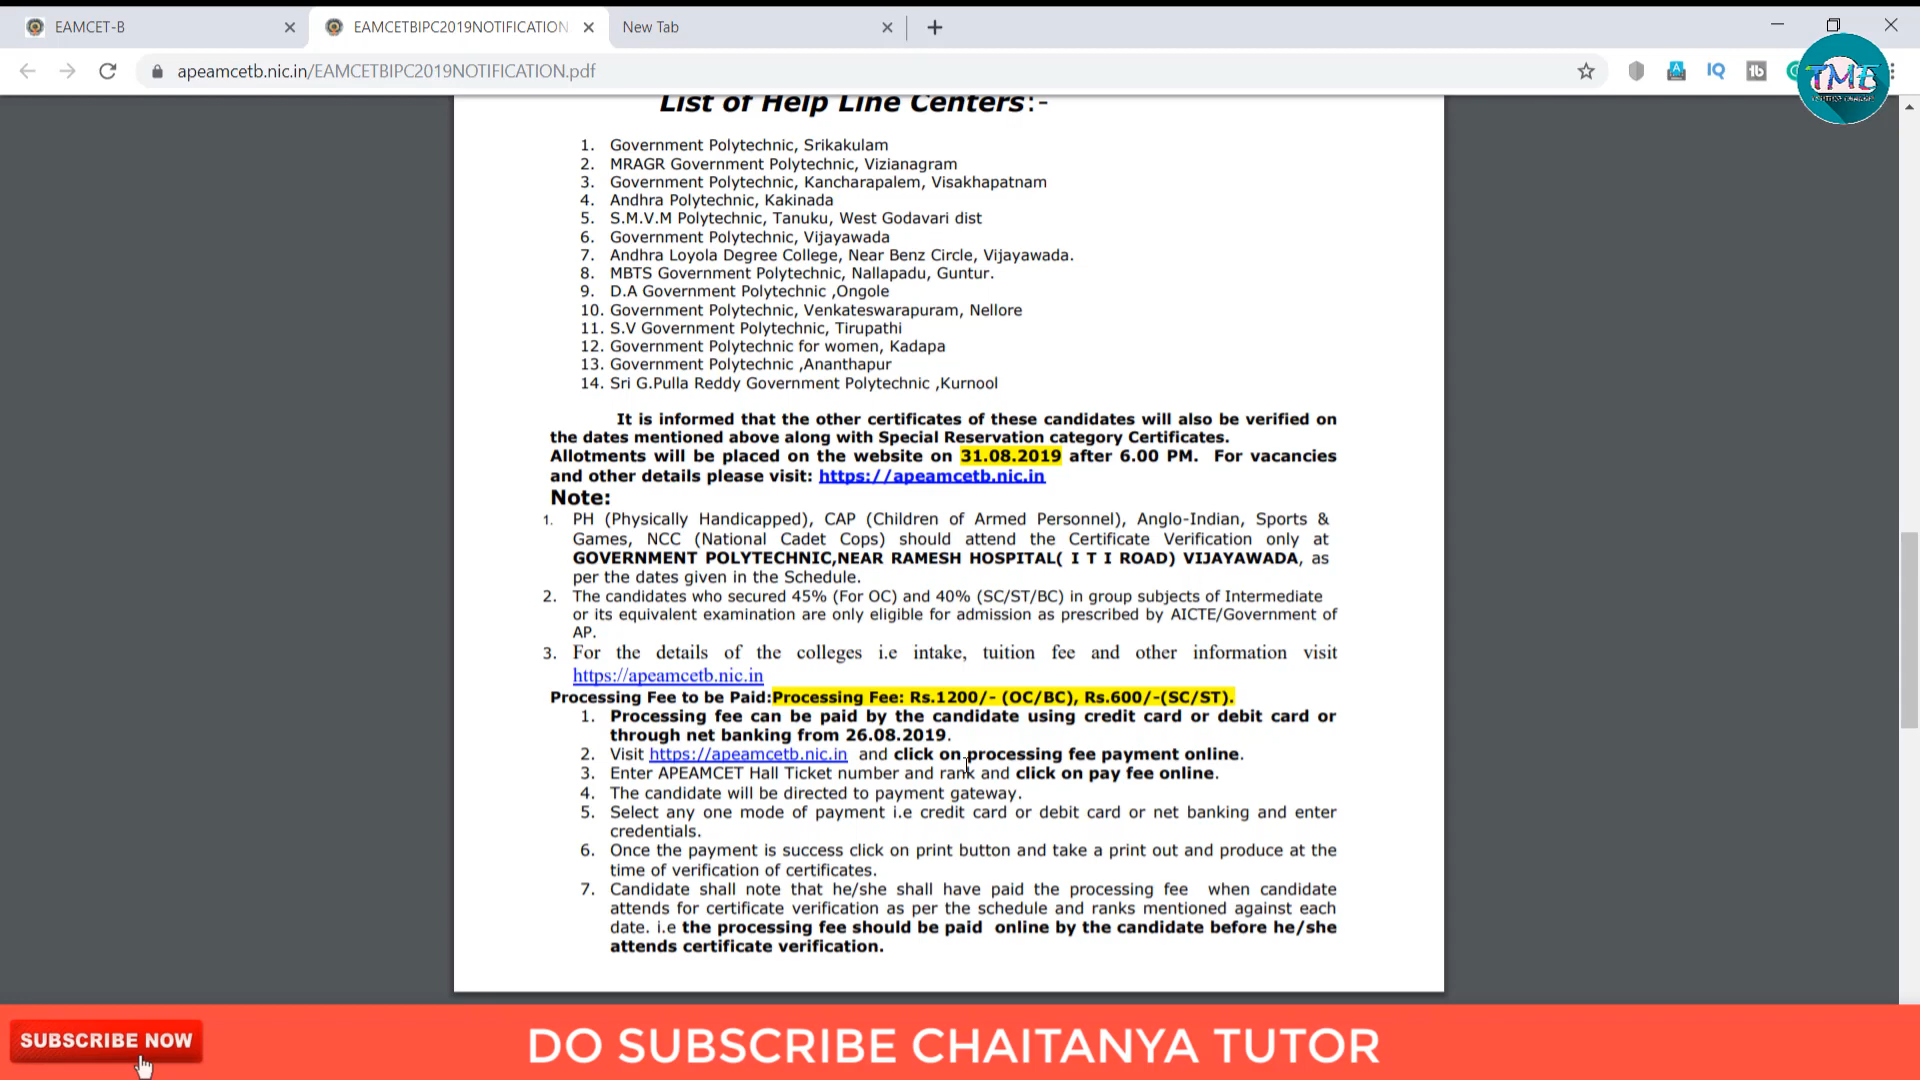 EAMCET-B
EAMCETBIPC2019NOTIFICATION
New Tab
apeamcetb.nic.in/EAMCETBIPC2019NOTIFICATION.pdf
IQ
tb
TME
List of Help Line Centers:-
1. Government Polytechnic, Srikakulam
2. MRAGR Government Polytechnic, Vizianagram
3. Government Polytechnic, Kancharapalem, Visakhapatnam
4. Andhra Polytechnic, Kakinada
5. S.M.V.M Polytechnic, Tanuku, West Godavari dist
6. Government Polytechnic, Vijayawada
7. Andhra Loyola Degree College, Near Benz Circle, Vijayawada.
8. MBTS Government Polytechnic, Nallapadu, Guntur.
9. D.A Government Polytechnic ,Ongole
10. Government Polytechnic, Venkateswarapuram, Nellore
11. S.V Government Polytechnic, Tirupathi
12. Government Polytechnic for women, Kadapa
13. Government Polytechnic ,Ananthapur
14. Sri G.Pulla Reddy Government Polytechnic ,Kurnool
It is informed that the other certificates of these candidates will also be verified on
the dates mentioned above along with Special Reservation category Certificates.
Allotments will be placed on the website on 31.08.2019 after 6.00 PM. For vacancies
and other details please visit: https://apeamcetb.nic.in
Note:
1. PH (Physically Handicapped), CAP (Children of Armed Personnel), Anglo-Indian, Sports &
Games, NCC (National Cadet Cops) should attend the Certificate Verification only at
GOVERNMENT POLYTECHNIC,NEAR RAMESH HOSPITAL( I T I ROAD) VIJAYAWADA, as
per the dates given in the Schedule.
2. The candidates who secured 45% (For OC) and 40% (SC/ST/BC) in group subjects of Intermediate
or its equivalent examination are only eligible for admission as prescribed by AICTE/Government of
AP.
3. For the details of the colleges i.e intake, tuition fee and other information visit
https://apeamcetb.nic.in
Processing Fee to be Paid:Processing Fee: Rs.1200/- (OC/BC), Rs.600/-(SC/ST).
1. Processing fee can be paid by the candidate using credit card or debit card or
through net banking from 26.08.2019.
2. Visit https://apeamcetb.nic.in and click on processing fee payment online.
3. Enter APEAMCET Hall Ticket number and rank and click on pay fee online.
4. The candidate will be directed to payment gateway.
5. Select any one mode of payment i.e credit card or debit card or net banking and enter
credentials.
6. Once the payment is success click on print button and take a print out and produce at the
time of verification of certificates.
7. Candidate shall note that he/she shall have paid the processing fee when candidate
attends for certificate verification as per the schedule and ranks mentioned against each
date. i.e the processing fee should be paid online by the candidate before he/she
attends certificate verification.
SUBSCRIBE NOW
DO SUBSCRIBE CHAITANYA TUTOR